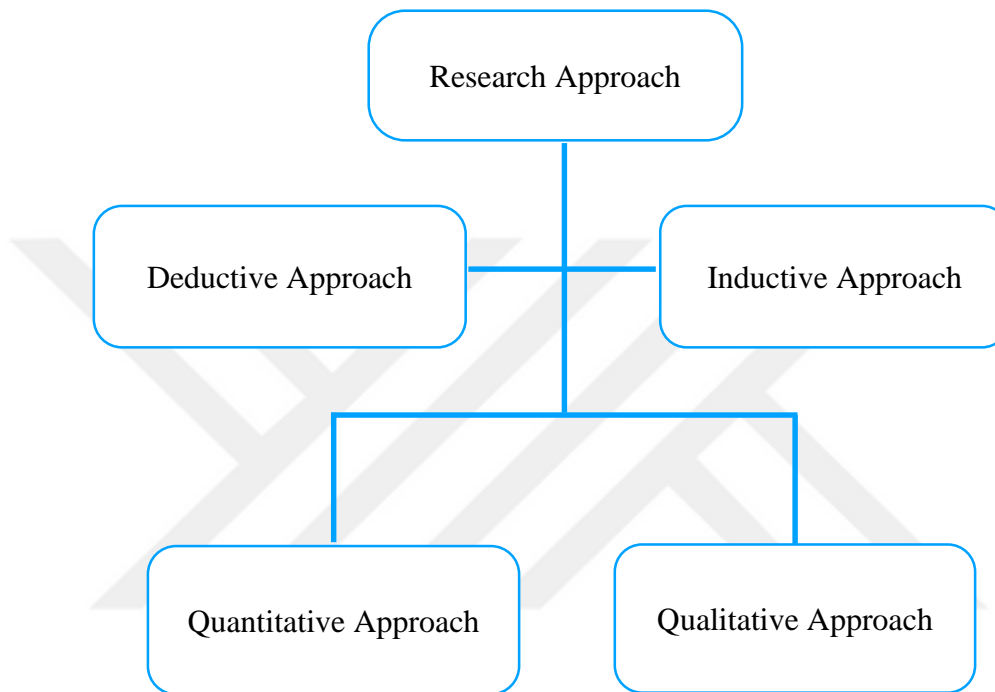 Research Approach
Deductive Approach
Inductive Approach
Quantitative Approach
Qualitative Approach